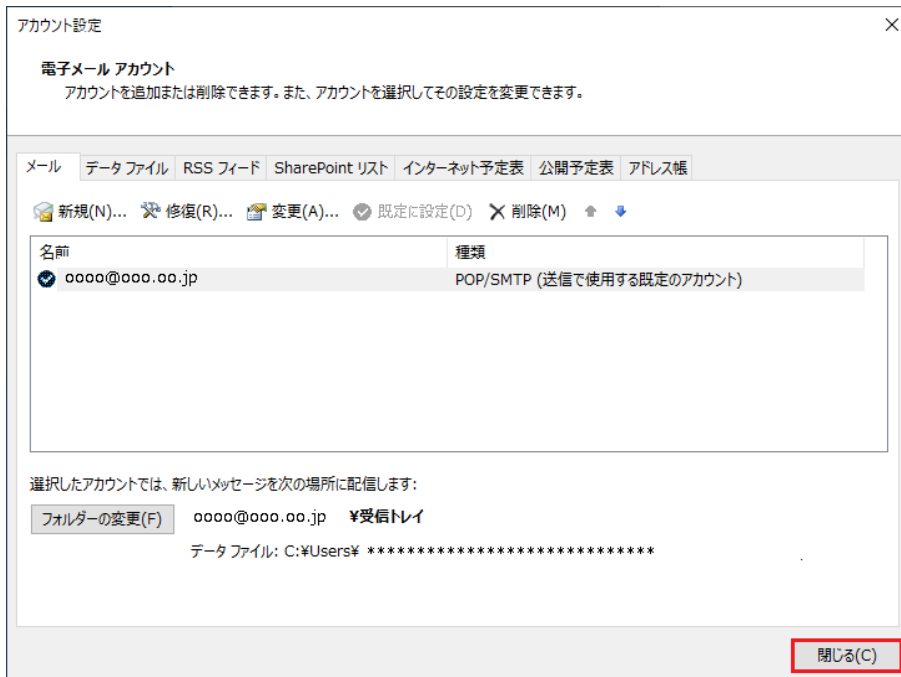 アカウント設定
電子メール アカウント
アカウントを追加または削除できます。また、アカウントを選択してその設定を変更できます。
メール データ ファイル RSS フィード SharePoint リスト インターネット予定表 公開予定表 アドレス帳
新規(N)... 修復(R)... 変更(A)... 既定に設定(D) 削除(M)
名前 種類
oooo@ooo.oo.jp POP/SMTP (送信で使用する既定のアカウント)
選択したアカウントでは、新しいメッセージを次の場所に配信します:
フォルダーの変更(F) oooo@ooo.oo.jp ¥受信トレイ
データ ファイル: C:¥Users¥ *****************************
閉じる(C)